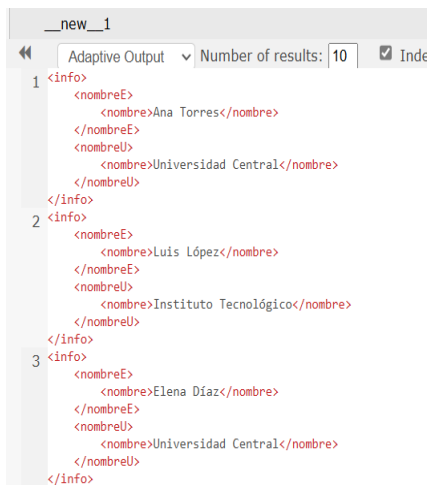 __new__1
Adaptive Output Number of results: 10 Inde
1 <info>
<nombreE>
<nombre>Ana Torres</nombre>
</nombreE>
<nombreU>
<nombre>Universidad Central</nombre>
</nombreU>
</info>
2 <info>
<nombreE>
<nombre>Luis López</nombre>
</nombreE>
<nombreU>
<nombre>Instituto Tecnológico</nombre>
</nombreU>
</info>
3 <info>
<nombreE>
<nombre>Elena Díaz</nombre>
</nombreE>
<nombreU>
<nombre>Universidad Central</nombre>
</nombreU>
</info>